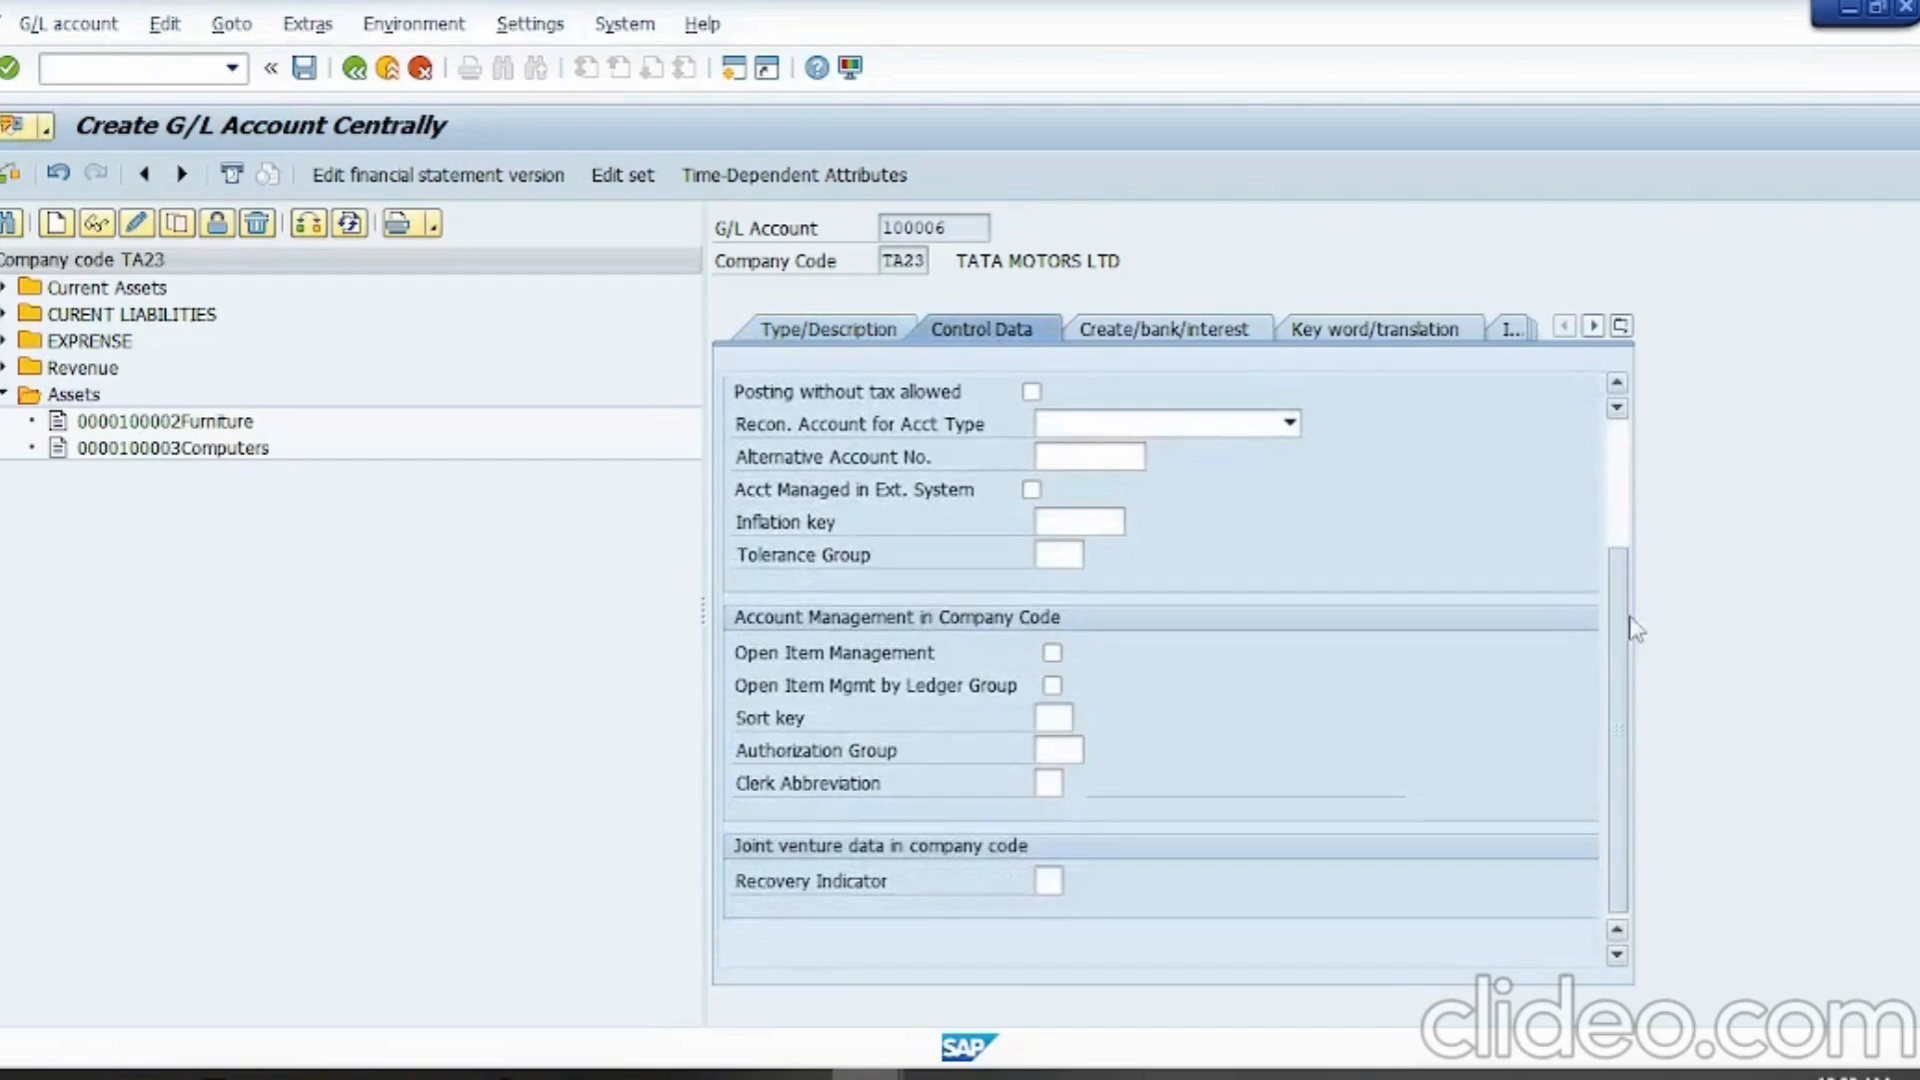 G/L account Edit Goto Extras Environment Settings System Help
Create G/L Account Centrally
Edit financial statement version Edit set Time-Dependent Attributes
Company code TA23
Current Assets
CURENT LIABILITIES
EXPRENSE
Revenue
Assets
0000100002Furniture
0000100003Computers
G/L Account 100006
Company Code TA23 TATA MOTORS LTD
Type/Description Control Data Create/bank/interest Key word/translation I...
Posting without tax allowed
Recon. Account for Acct Type
Alternative Account No.
Acct Managed in Ext. System
Inflation key
Tolerance Group
Account Management in Company Code
Open Item Management
Open Item Mgmt by Ledger Group
Sort key
Authorization Group
Clerk Abbreviation
Joint venture data in company code
Recovery Indicator
SAP
clideo.com